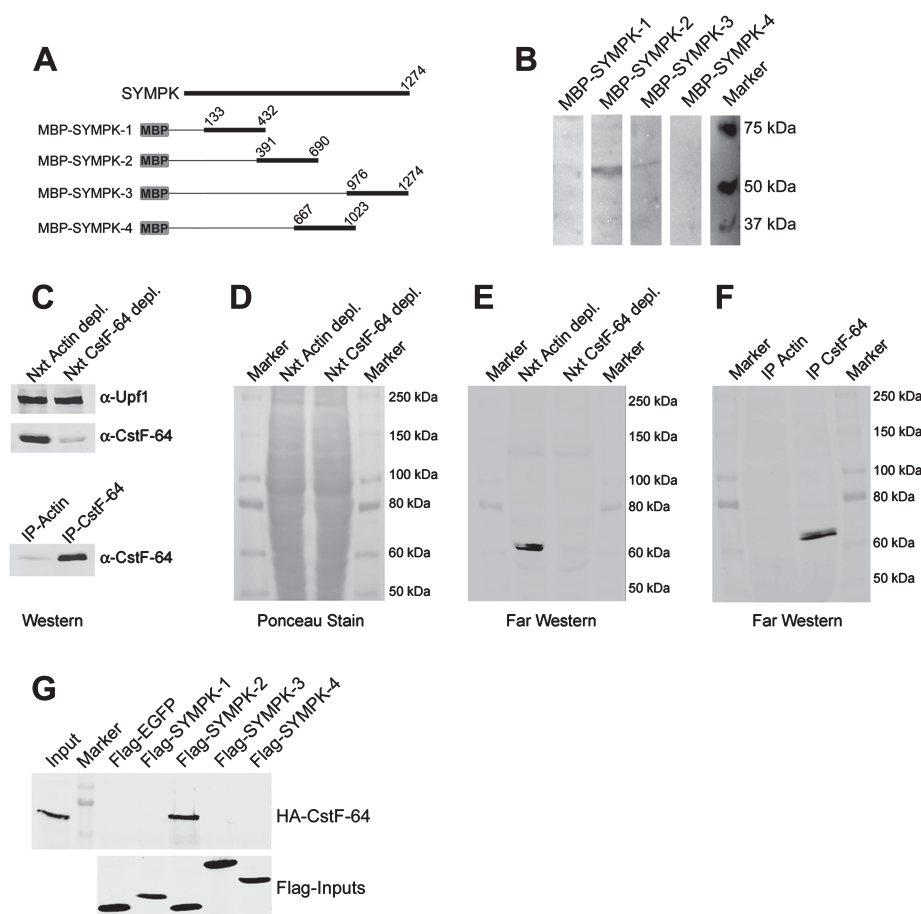 A
SYMPK
1274
MBP-SYMPK-1
MBP
133
432
MBP-SYMPK-2
MBP
391
690
MBP-SYMPK-3
MBP
976
1274
MBP-SYMPK-4
MBP
667
1023
B
MBP-SYMPK-1
MBP-SYMPK-2
MBP-SYMPK-3
MBP-SYMPK-4
Marker
75 kDa
50 kDa
37 kDa
C
Nxt Actin depl.
Nxt CstF-64 depl.
α-Upf1
α-CstF-64
IP-Actin
IP-CstF-64
α-CstF-64
Western
D
Marker
Nxt Actin depl.
Nxt CstF-64 depl.
Marker
250 kDa
150 kDa
100 kDa
80 kDa
60 kDa
50 kDa
Ponceau Stain
E
Marker
Nxt Actin depl.
Nxt CstF-64 depl.
Marker
250 kDa
150 kDa
100 kDa
80 kDa
60 kDa
50 kDa
Far Western
F
Marker
IP Actin
IP CstF-64
Marker
250 kDa
150 kDa
100 kDa
80 kDa
60 kDa
50 kDa
Far Western
G
Input
Marker
Flag-EGFP
Flag-SYMPK-1
Flag-SYMPK-2
Flag-SYMPK-3
Flag-SYMPK-4
HA-CstF-64
Flag-Inputs